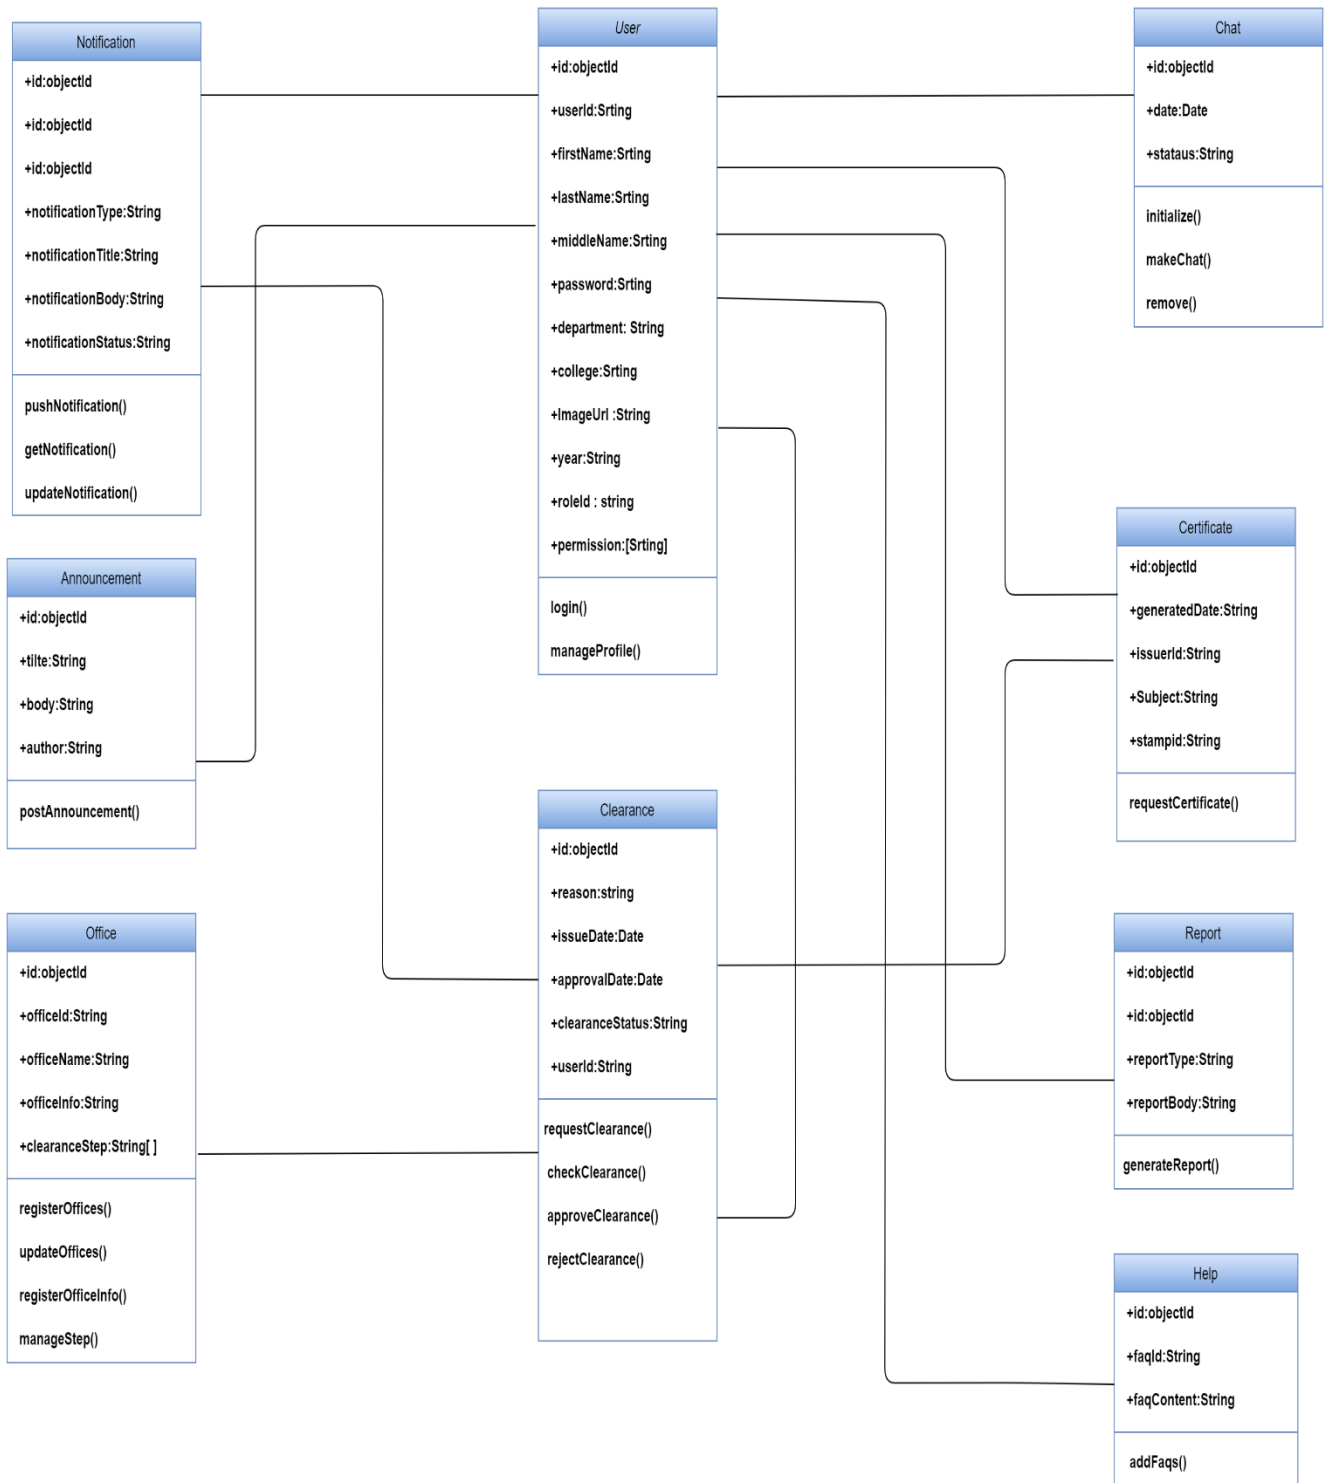 Notification
+id:objectId
+id:objectId
+id:objectId
+notificationType:String
+notificationTitle:String
+notificationBody:String
+notificationStatus:String
pushNotification()
getNotification()
updateNotification()
Announcement
+id:objectId
+tilte:String
+body:String
+author:String
postAnnouncement()
Office
+id:objectId
+officeId:String
+officeName:String
+officeInfo:String
+clearanceStep:String[ ]
registerOffices()
updateOffices()
registerOfficeInfo()
manageStep()
User
+id:objectId
+userId:Srting
+firstName:Srting
+lastName:Srting
+middleName:Srting
+password:Srting
+department: String
+college:Srting
+ImageUrl :String
+year:String
+roleId : string
+permission:[Srting]
login()
manageProfile()
Clearance
+id:objectId
+reason:string
+issueDate:Date
+approvalDate:Date
+clearanceStatus:String
+userId:String
requestClearance()
checkClearance()
approveClearance()
rejectClearance()
Chat
+id:objectId
+date:Date
+stataus:String
initialize()
makeChat()
remove()
Certificate
+id:objectId
+generatedDate:String
+issuerId:String
+Subject:String
+stampid:String
requestCertificate()
Report
+id:objectId
+id:objectId
+reportType:String
+reportBody:String
generateReport()
Help
+id:objectId
+faqId:String
+faqContent:String
addFaqs()